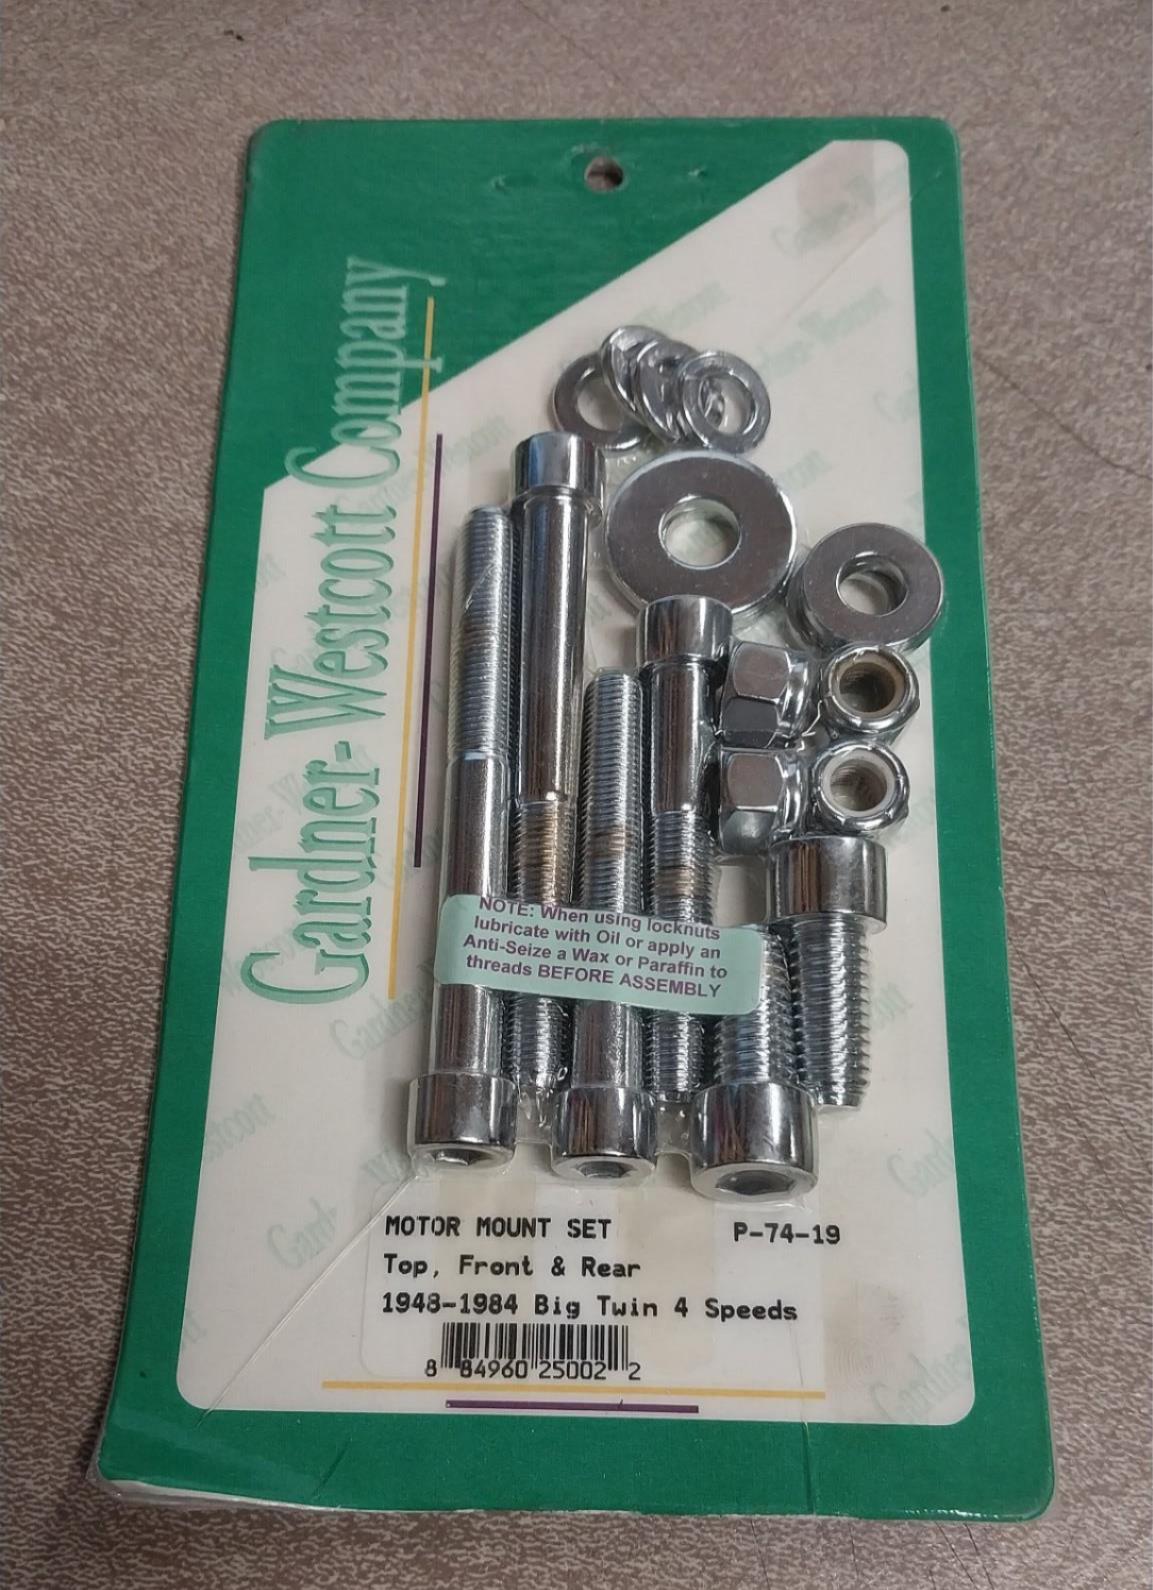 Gardner-Westcott Company
NOTE: When using locknuts
lubricate with Oil or apply an
Anti-Seize a Wax or Paraffin to
threads BEFORE ASSEMBLY
MOTOR MOUNT SET P-74-19
Top, Front & Rear
1948-1984 Big Twin 4 Speeds
8 84960 25002 2